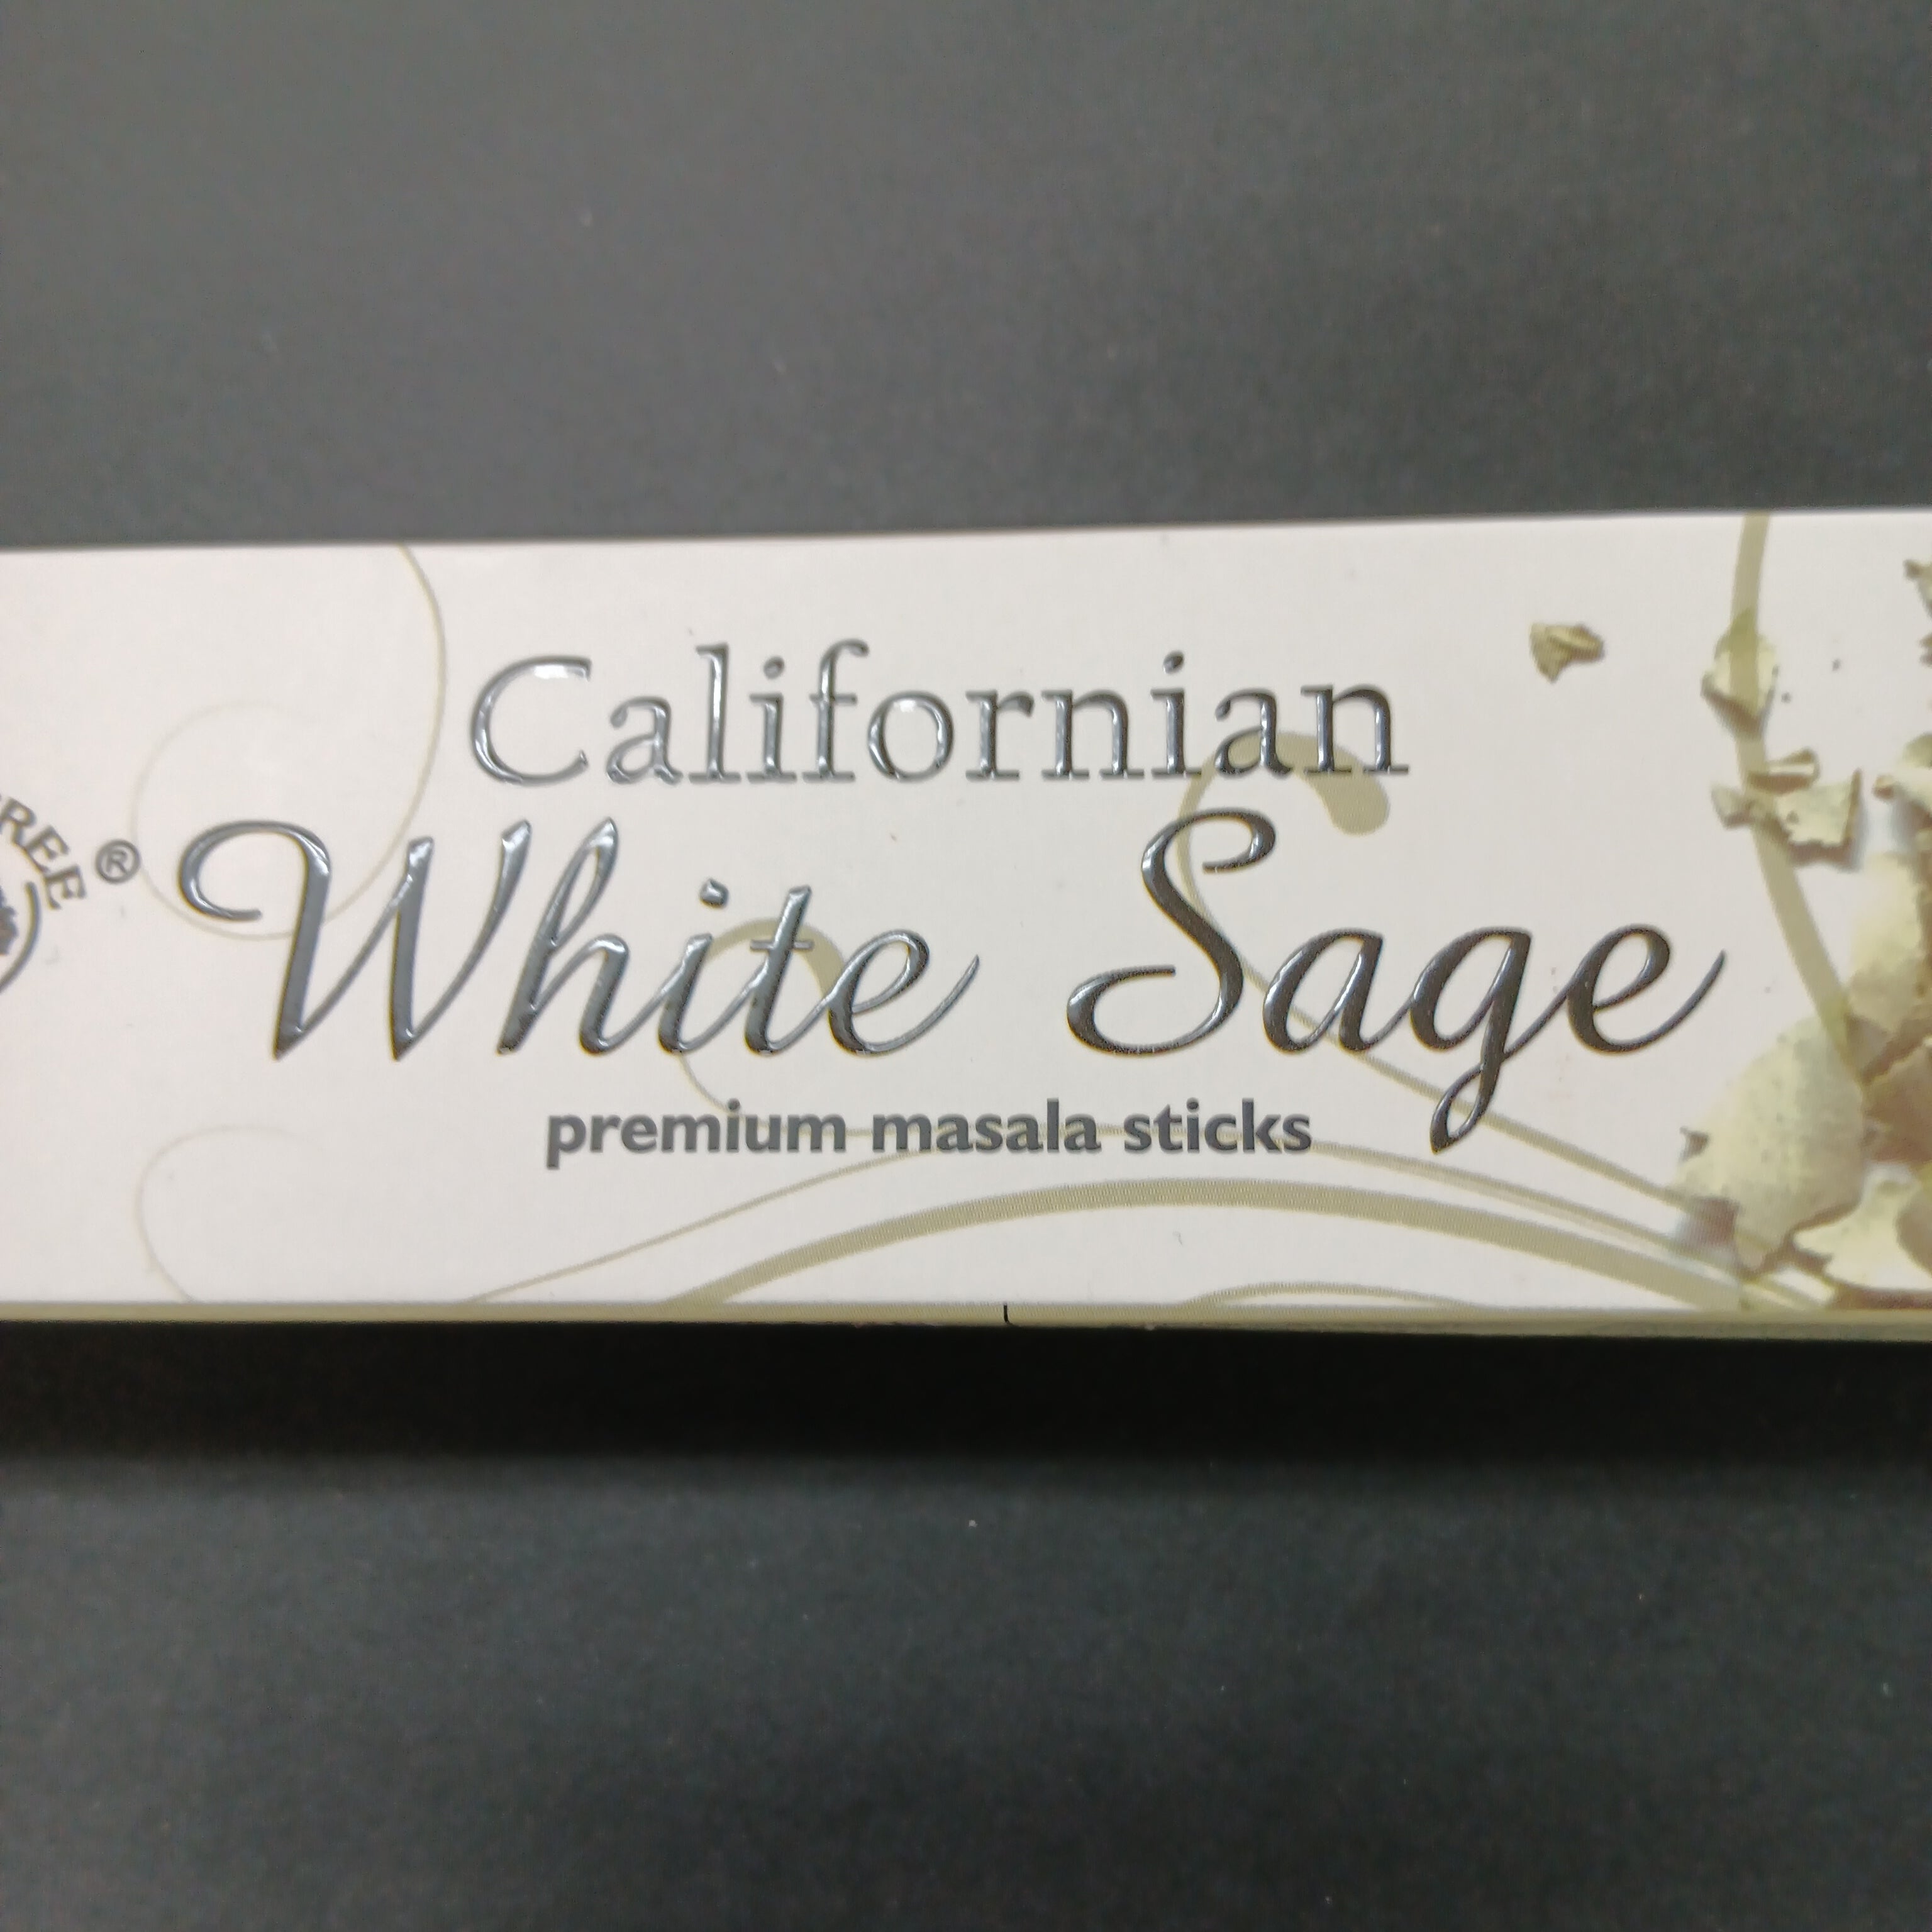 Californian
®
White Sage
premium masala sticks